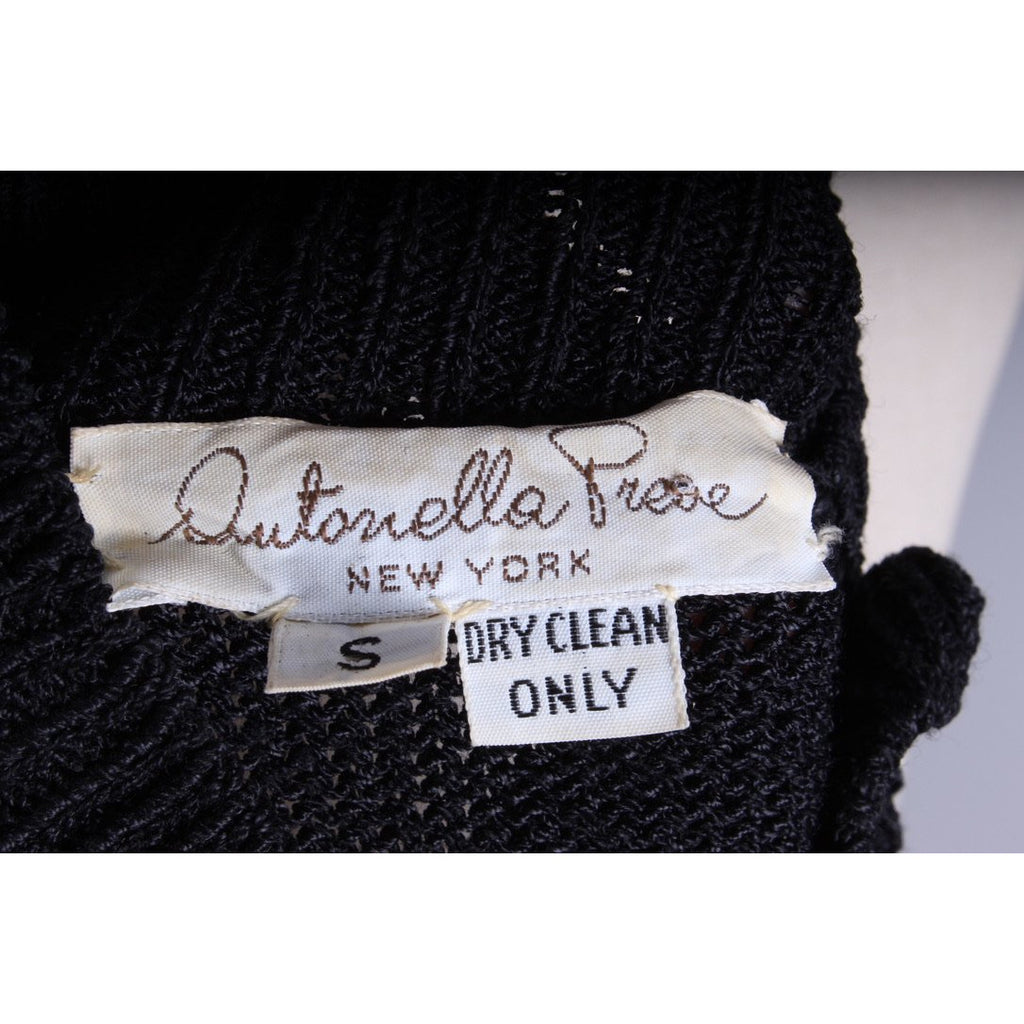 Antonella Preve
NEW YORK
S
DRY CLEAN
ONLY